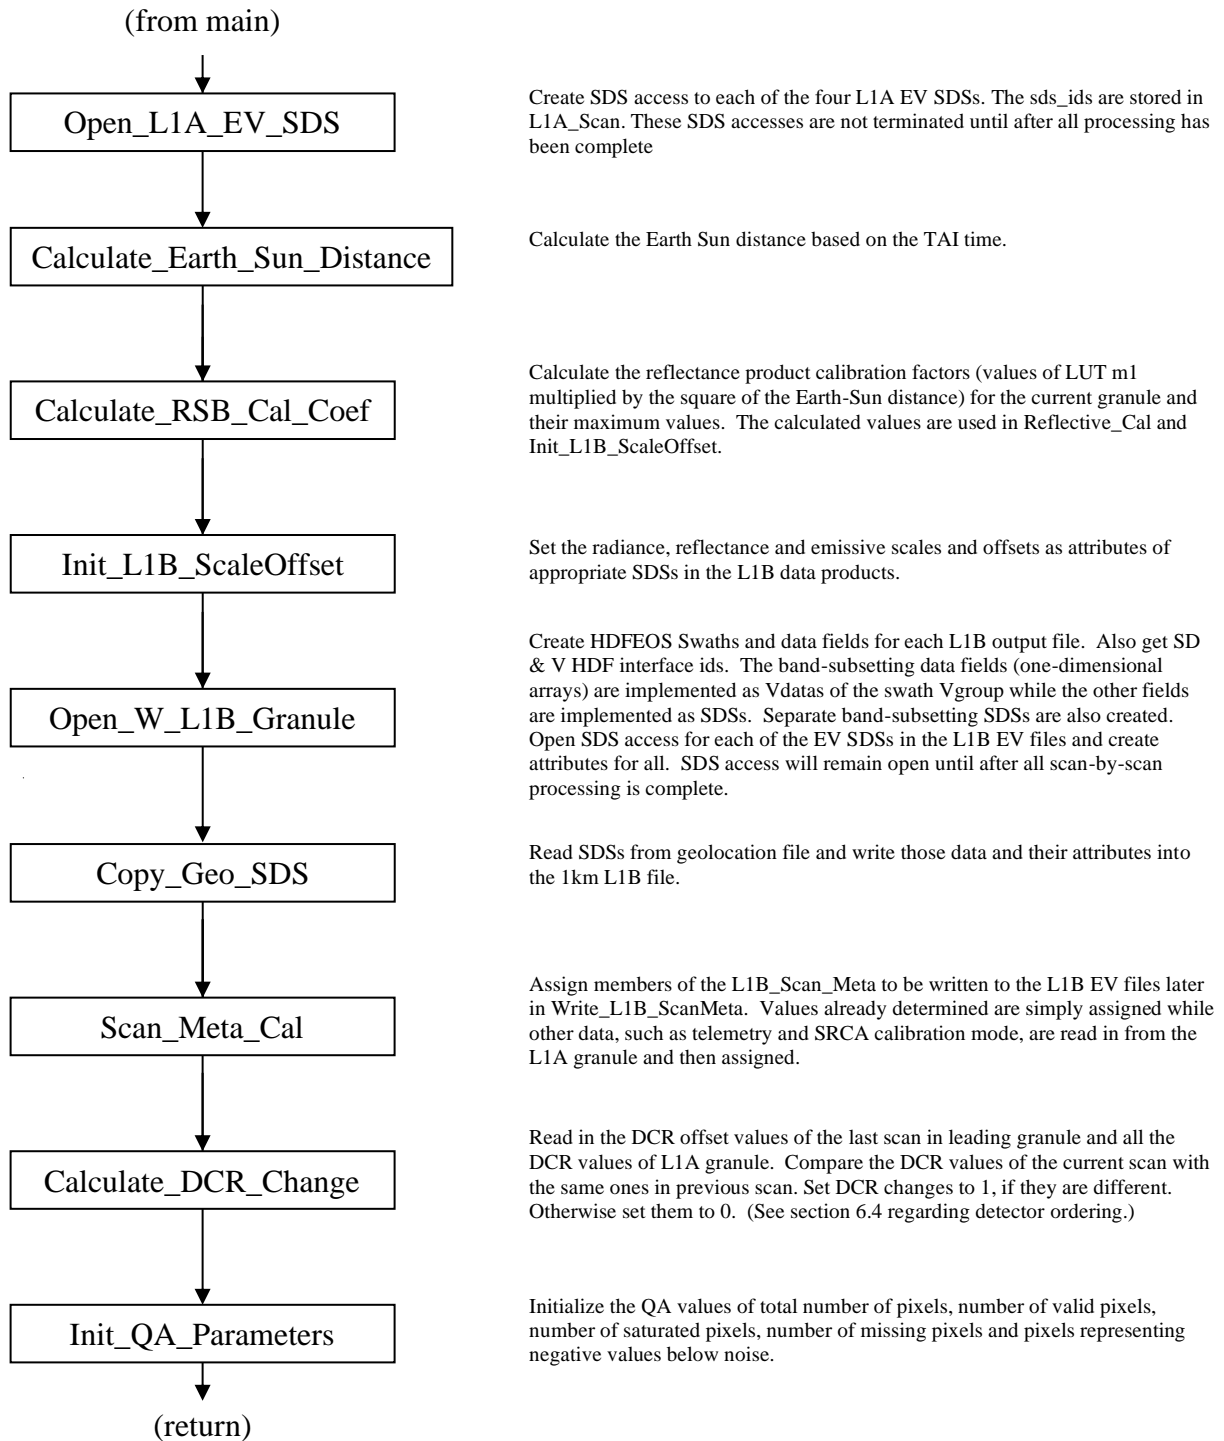 (from main)
Open_L1A_EV_SDS
Create SDS access to each of the four L1A EV SDSs. The sds_ids are stored in
L1A_Scan. These SDS accesses are not terminated until after all processing has
been complete
Calculate_Earth_Sun_Distance
Calculate the Earth Sun distance based on the TAI time.
Calculate_RSB_Cal_Coef
Calculate the reflectance product calibration factors (values of LUT m1
multiplied by the square of the Earth-Sun distance) for the current granule and
their maximum values.  The calculated values are used in Reflective_Cal and
Init_L1B_ScaleOffset.
Init_L1B_ScaleOffset
Set the radiance, reflectance and emissive scales and offsets as attributes of
appropriate SDSs in the L1B data products.
Open_W_L1B_Granule
Create HDFEOS Swaths and data fields for each L1B output file.  Also get SD
& V HDF interface ids.  The band-subsetting data fields (one-dimensional
arrays) are implemented as Vdatas of the swath Vgroup while the other fields
are implemented as SDSs.  Separate band-subsetting SDSs are also created.
Open SDS access for each of the EV SDSs in the L1B EV files and create
attributes for all.  SDS access will remain open until after all scan-by-scan
processing is complete.
Copy_Geo_SDS
Read SDSs from geolocation file and write those data and their attributes into
the 1km L1B file.
Scan_Meta_Cal
Assign members of the L1B_Scan_Meta to be written to the L1B EV files later
in Write_L1B_ScanMeta.  Values already determined are simply assigned while
other data, such as telemetry and SRCA calibration mode, are read in from the
L1A granule and then assigned.
Calculate_DCR_Change
Read in the DCR offset values of the last scan in leading granule and all the
DCR values of L1A granule.  Compare the DCR values of the current scan with
the same ones in previous scan. Set DCR changes to 1, if they are different.
Otherwise set them to 0.  (See section 6.4 regarding detector ordering.)
Init_QA_Parameters
Initialize the QA values of total number of pixels, number of valid pixels,
number of saturated pixels, number of missing pixels and pixels representing
negative values below noise.
(return)